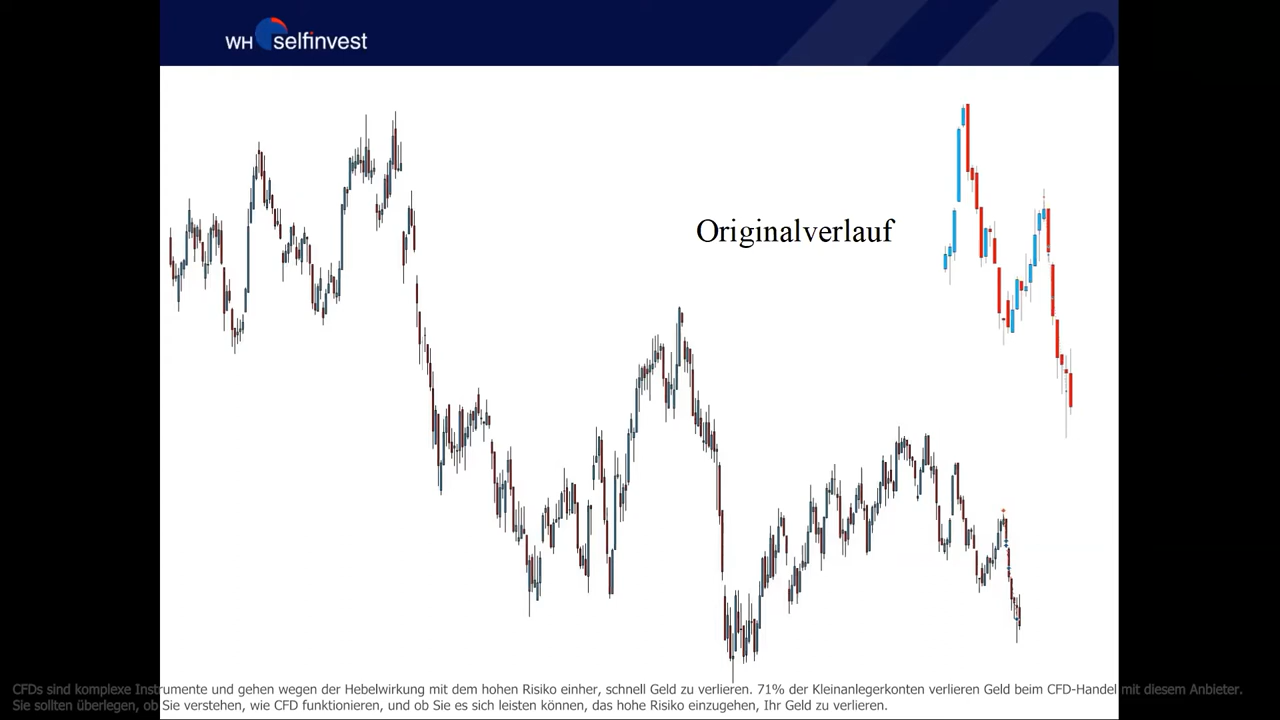 WH selfinvest
Originalverlauf
CFDs sind komplexe Instrumente und gehen wegen der Hebelwirkung mit dem hohen Risiko einher, schnell Geld zu verlieren. 71% der Kleinanlegerkonten verlieren Geld beim CFD-Handel mit diesem Anbieter.
Sie sollten überlegen, ob Sie verstehen, wie CFD funktionieren, und ob Sie es sich leisten können, das hohe Risiko einzugehen, Ihr Geld zu verlieren.